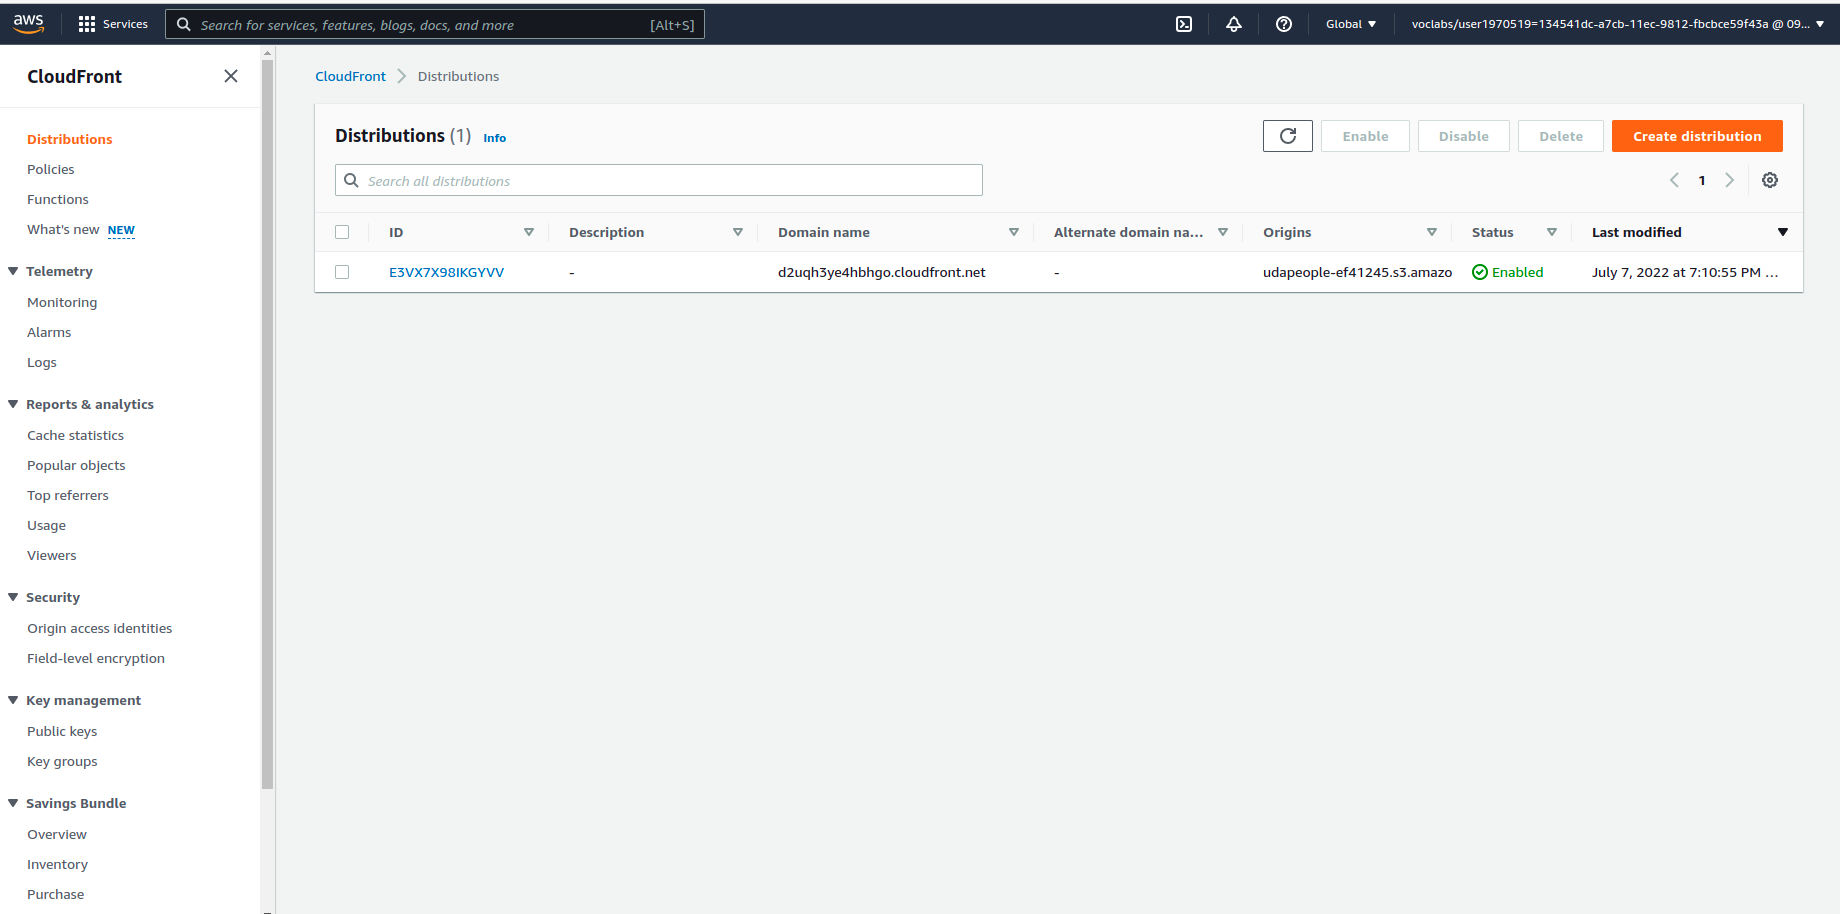 aws
Services
Search for services, features, blogs, docs, and more [Alt+S]
Global
voclabs/user1970519=134541dc-a7cb-11ec-9812-fbcbce59f43a @ 09...
CloudFront
Distributions
Policies
Functions
What's new NEW
Telemetry
Monitoring
Alarms
Logs
Reports & analytics
Cache statistics
Popular objects
Top referrers
Usage
Viewers
Security
Origin access identities
Field-level encryption
Key management
Public keys
Key groups
Savings Bundle
Overview
Inventory
Purchase
CloudFront Distributions
Distributions (1) Info
Enable Disable Delete Create distribution
Search all distributions
1
ID Description Domain name Alternate domain na... Origins Status Last modified
E3VX7X98IKGYVV - d2uqh3ye4hbhgo.cloudfront.net - udapeople-ef41245.s3.amazo Enabled July 7, 2022 at 7:10:55 PM ...